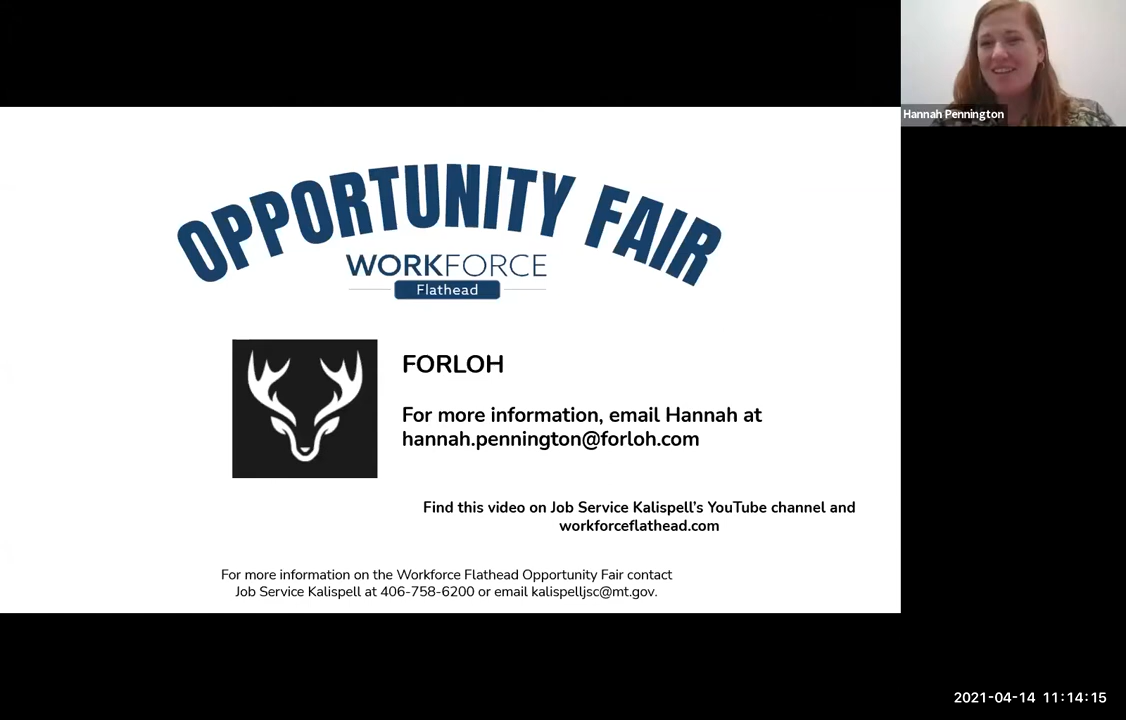 Hannah Pennington
OPPORTUNITY FAIR
WORKFORCE
Flathead
FORLOH
For more information, email Hannah at
hannah.pennington@forloh.com
Find this video on Job Service Kalispell's YouTube channel and
workforceflathead.com
For more information on the Workforce Flathead Opportunity Fair contact
Job Service Kalispell at 406-758-6200 or email kalispelljsc@mt.gov.
2021-04-14 11:14:15